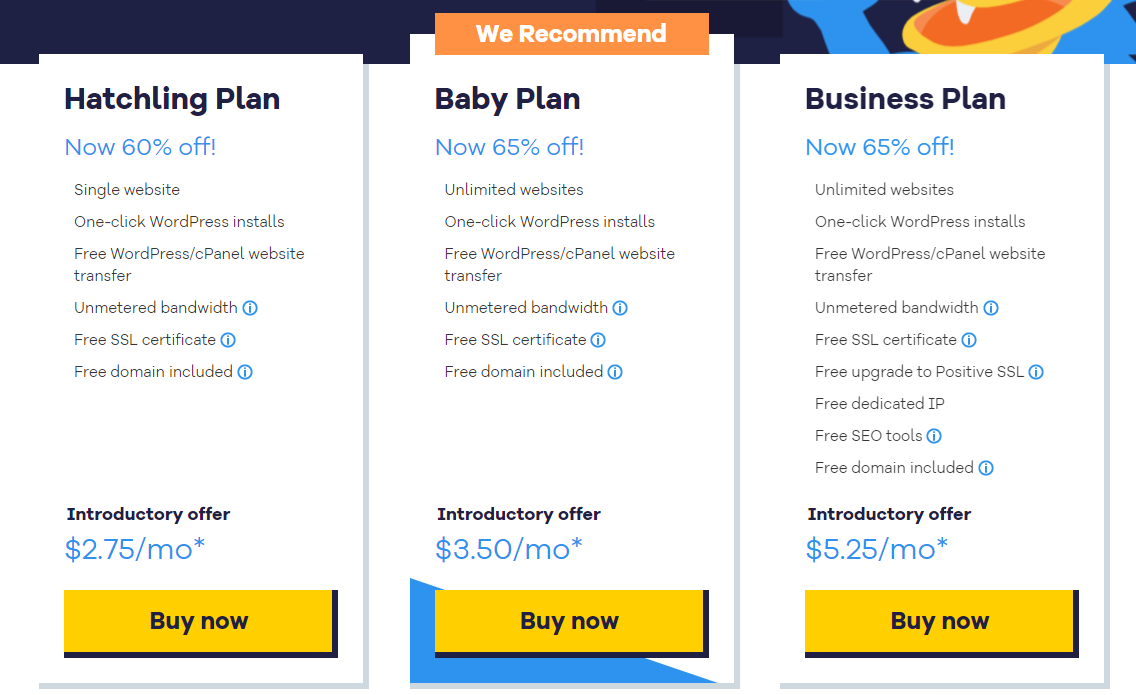 We Recommend
Hatchling Plan
Now 60% off!
Single website
One-click WordPress installs
Free WordPress/cPanel website
transfer
Unmetered bandwidth
Free SSL certificate
Free domain included
Introductory offer
$2.75/mo*
Buy now
Baby Plan
Now 65% off!
Unlimited websites
One-click WordPress installs
Free WordPress/cPanel website
transfer
Unmetered bandwidth
Free SSL certificate
Free domain included
Introductory offer
$3.50/mo*
Buy now
Business Plan
Now 65% off!
Unlimited websites
One-click WordPress installs
Free WordPress/cPanel website
transfer
Unmetered bandwidth
Free SSL certificate
Free upgrade to Positive SSL
Free dedicated IP
Free SEO tools
Free domain included
Introductory offer
$5.25/mo*
Buy now